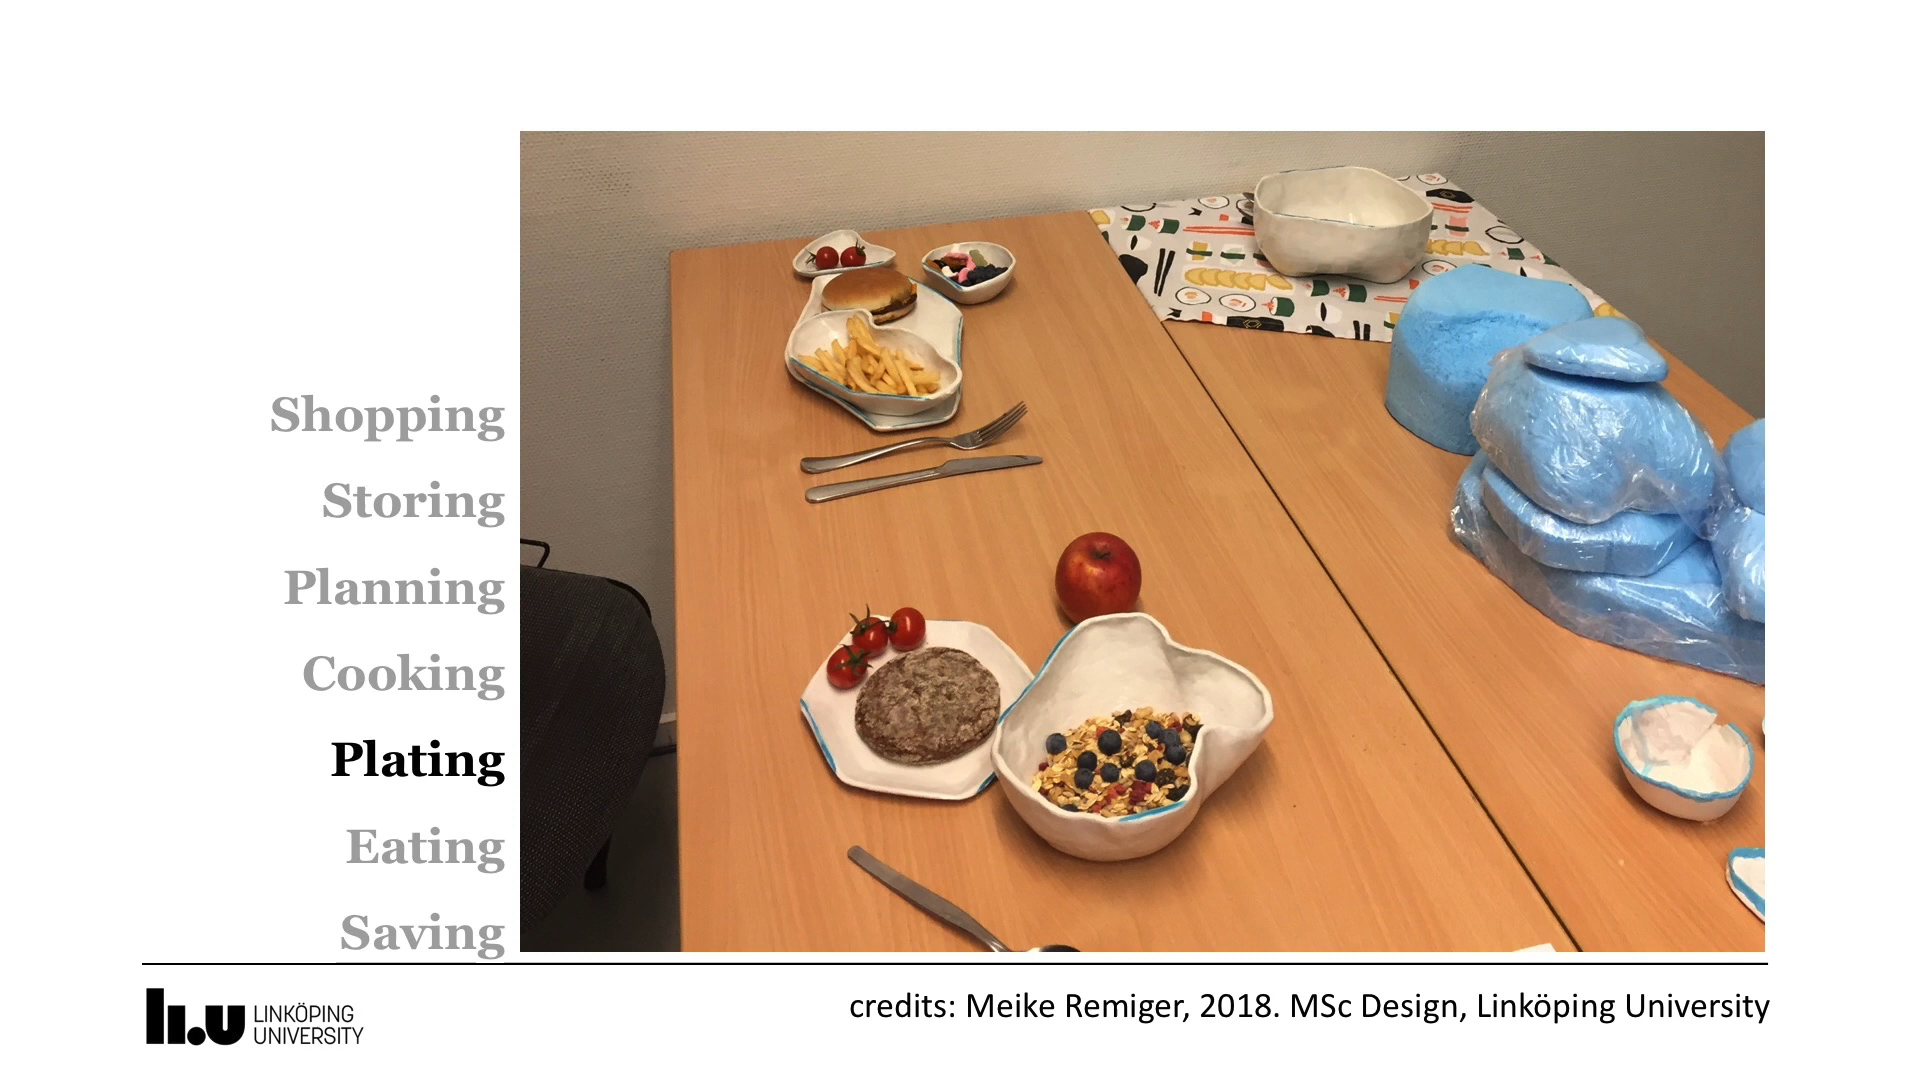 Shopping
Storing
Planning
Cooking
Plating
Eating
Saving
LINKÖPING
UNIVERSITY
credits: Meike Remiger, 2018. MSc Design, Linköping University